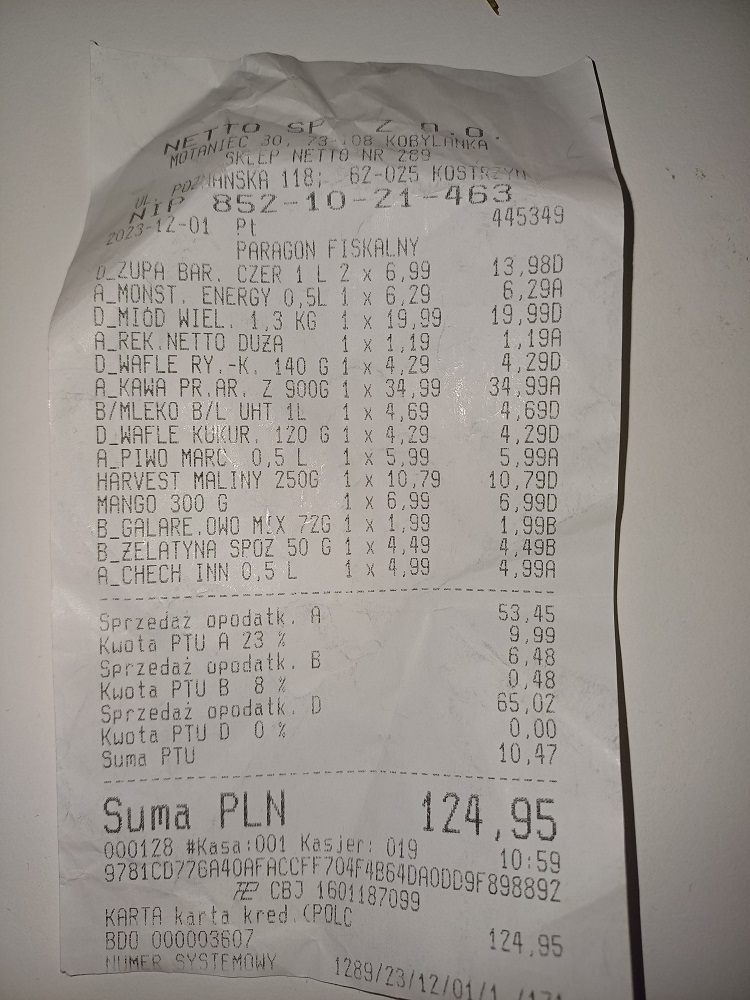 NETTO SP. Z O.O.
MOTANIEC 30, 73-108 KOBYLANKA
SKLEP NETTO NR 289
UL. POZNAŃSKA 118; 62-025 KOSTRZYN
NIP 852-10-21-463
2023-12-01 Pt 445349
PARAGON FISKALNY
D_ZUPA BAR. CZER 1 L 2 x 6,99 13,98D
A_MONST. ENERGY 0,5L 1 x 6,29 6,29A
D_MIÓD WIEL. 1,3 KG 1 x 19,99 19,99D
A_REK.NETTO DUŻA 1 x 1,19 1,19A
D_WAFLE RY.-K. 140 G 1 x 4,29 4,29D
A_KAWA PR.AR. Z 900G 1 x 34,99 34,99A
B/MLEKO B/L UHT 1L 1 x 4,69 4,69D
D_WAFLE KUKUR. 120 G 1 x 4,29 4,29D
A_PIWO MARC. 0,5 L 1 x 5,99 5,99A
HARVEST MALINY 250G 1 x 10,79 10,79D
MANGO 300 G 1 x 6,99 6,99D
B_GALARE.OWO MIX 72G 1 x 1,99 1,99B
B_ŻELATYNA SPOŻ 50 G 1 x 4,49 4,49B
A_CHECH INN 0,5 L 1 x 4,99 4,99A
Sprzedaż opodatk. A 53,45
Kwota PTU A 23 % 9,99
Sprzedaż opodatk. B 6,48
Kwota PTU B 8 % 0,48
Sprzedaż opodatk. D 65,02
Kwota PTU D 0 % 0,00
Suma PTU 10,47
Suma PLN 124,95
000128 #Kasa:001 Kasjer: 019 10:59
9781CD77GA40AFACCFF704F4B64DA0DD9F898892
CBJ 1601187099
KARTA karta kred.(POLC 124,95
BDO 000003607
NUMER SYSTEMOWY 1289/23/12/01/1